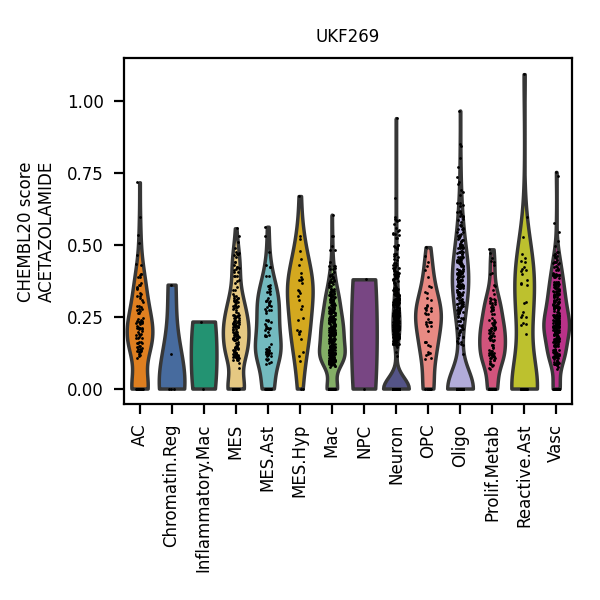 UKF269
CHEMBL20 score
ACETAZOLAMIDE
1.00
0.75
0.50
0.25
0.00
AC
Chromatin.Reg
Inflammatory.Mac
MES
MES.Ast
MES.Hyp
Mac
NPC
Neuron
OPC
Oligo
Prolif.Metab
Reactive.Ast
Vasc